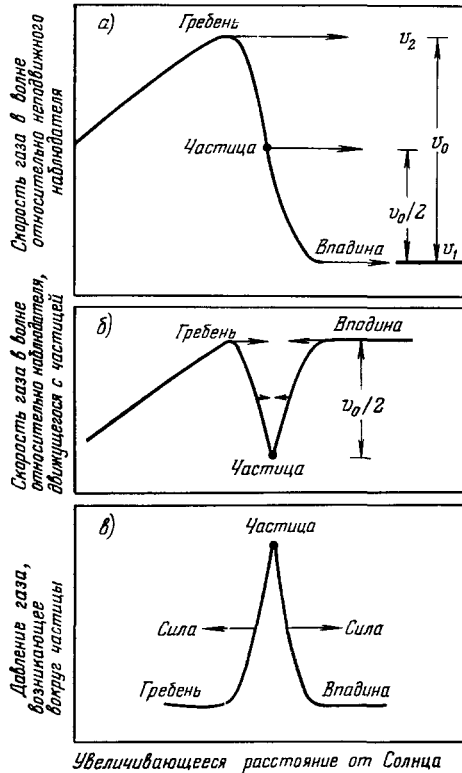 а)
Гребень
v₂
v₀
Частица
v₀/2
Впадина
v₁
Скорость газа в волне
относительно неподвижного
наблюдателя
б)
Гребень
Впадина
v₀/2
Частица
Скорость газа в волне
относительно наблюдателя,
движущегося с частицей
в)
Частица
Сила
Сила
Гребень
Впадина
Давление газа,
возникающее
вокруг частицы
Увеличивающееся расстояние от Солнца